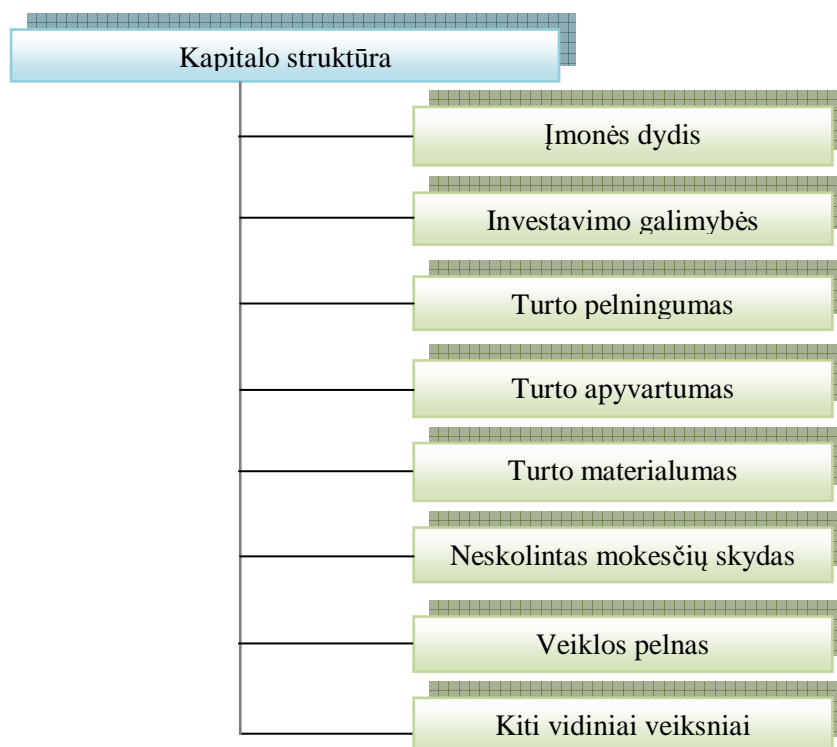 Kapitalo struktūra
Įmonės dydis
Investavimo galimybės
Turto pelningumas
Turto apyvartumas
Turto materialumas
Neskolintas mokesčių skydas
Veiklos pelnas
Kiti vidiniai veiksniai